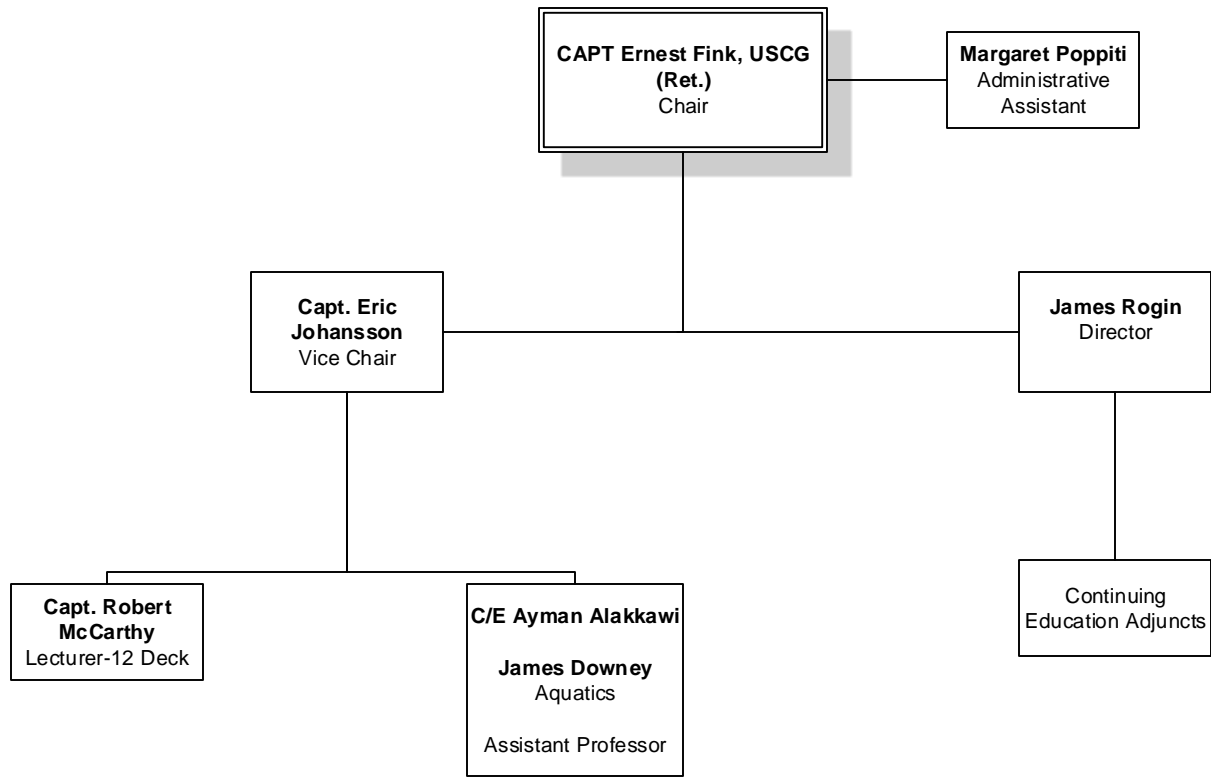 CAPT Ernest Fink, USCG
(Ret.)
Chair
Margaret Poppiti
Administrative
Assistant
Capt. Eric
Johansson
Vice Chair
James Rogin
Director
Capt. Robert
McCarthy
Lecturer-12 Deck
C/E Ayman Alakkawi
James Downey
Aquatics
Assistant Professor
Continuing
Education Adjuncts